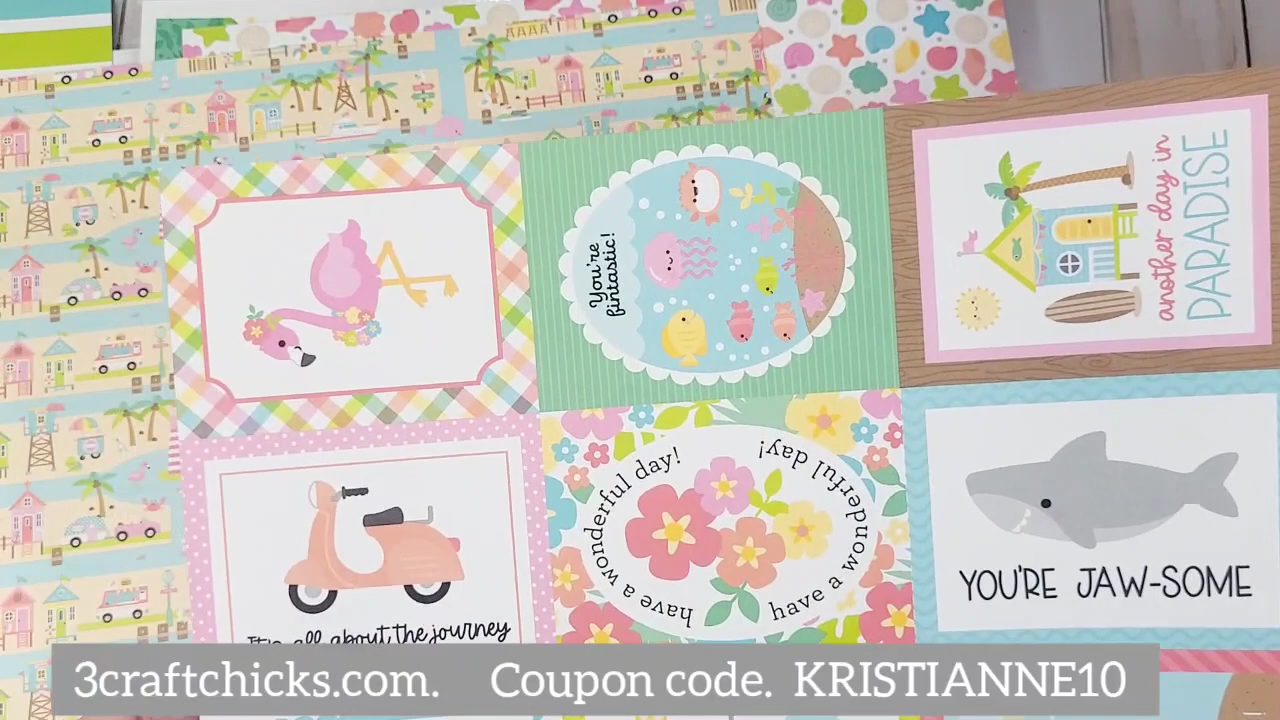 You're
fintastic!
another day in
PARADISE
have a wonderful day!
have a wonderful day!
YOU'RE JAW-SOME
It's all about the journey
3craftchicks.com. Coupon code. KRISTIANNE10